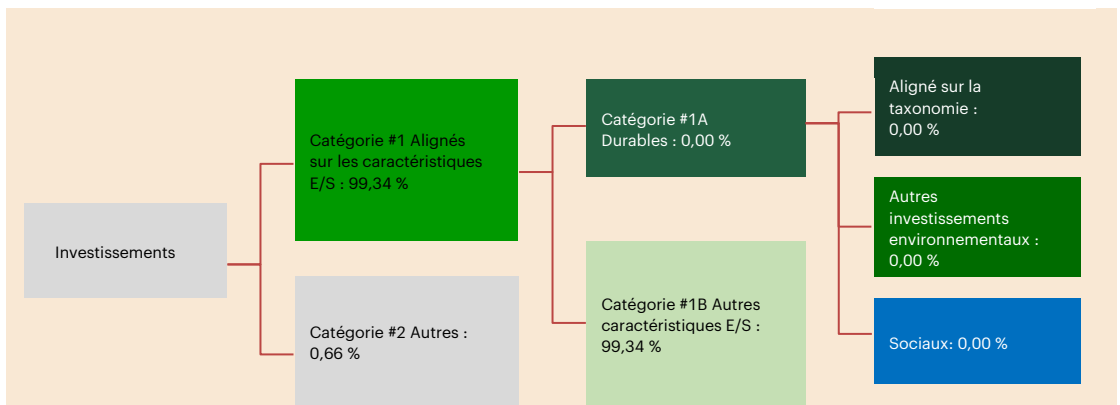 Investissements
Catégorie #1 Alignés
sur les caractéristiques
E/S : 99,34 %
Catégorie #2 Autres :
0,66 %
Catégorie #1A
Durables : 0,00 %
Catégorie #1B Autres
caractéristiques E/S :
99,34 %
Aligné sur la
taxonomie :
0,00 %
Autres
investissements
environnementaux :
0,00 %
Sociaux: 0,00 %